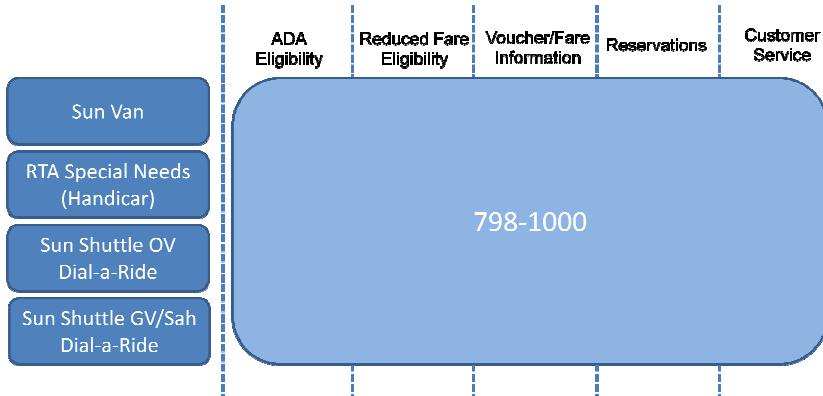 ADA
Eligibility
Reduced Fare
Eligibility
Voucher/Fare
Information
Reservations
Customer
Service
Sun Van
RTA Special Needs
(Handicar)
Sun Shuttle OV
Dial-a-Ride
Sun Shuttle GV/Sah
Dial-a-Ride
798-1000